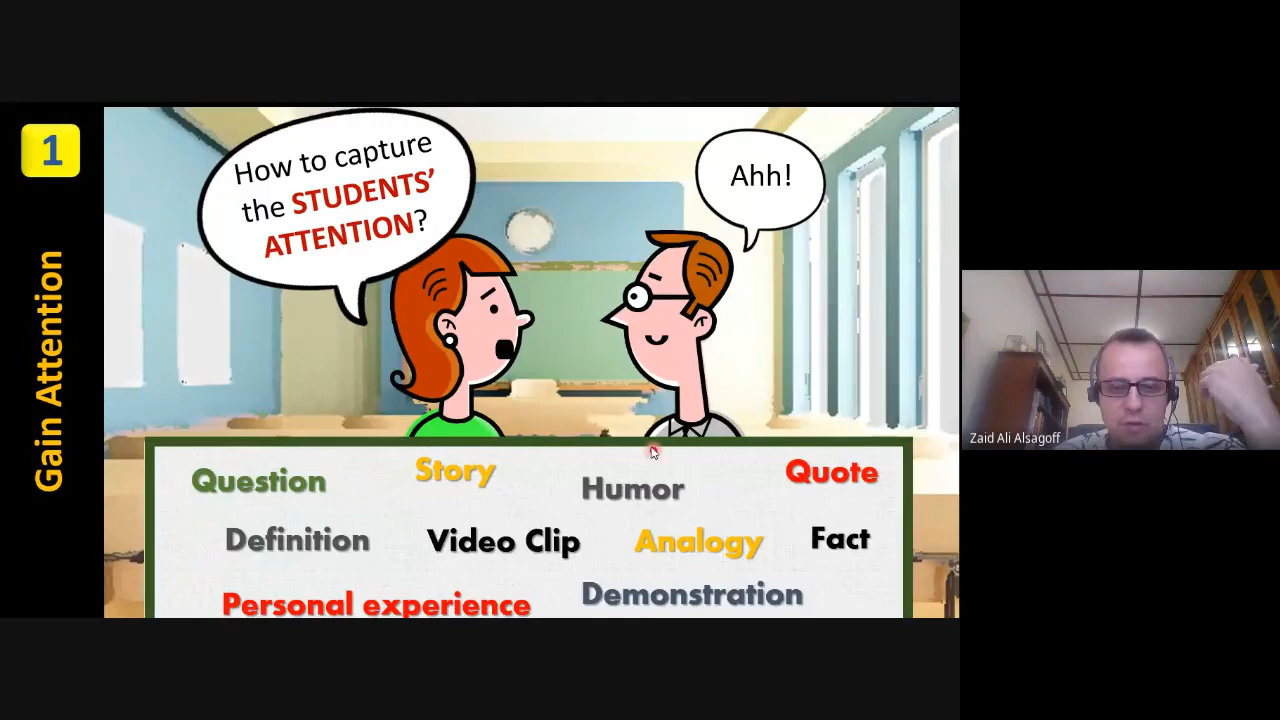 1
Gain Attention
How to capture
the STUDENTS'
ATTENTION?
Ahh!
Question
Story
Humor
Quote
Definition
Video Clip
Analogy
Fact
Personal experience
Demonstration
Zaid Ali Alsagoff